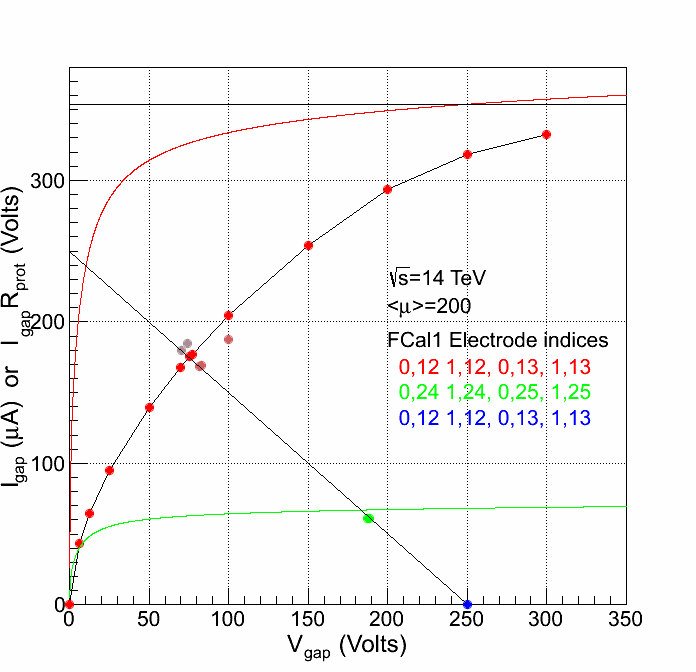 I_gap (μA) or I_gap R_prot (Volts)
300
200
100
0
0 50 100 150 200 250 300 350
V_gap (Volts)
√s=14 TeV
<μ>=200
FCal1 Electrode indices
0,12 1,12, 0,13, 1,13
0,24 1,24, 0,25, 1,25
0,12 1,12, 0,13, 1,13